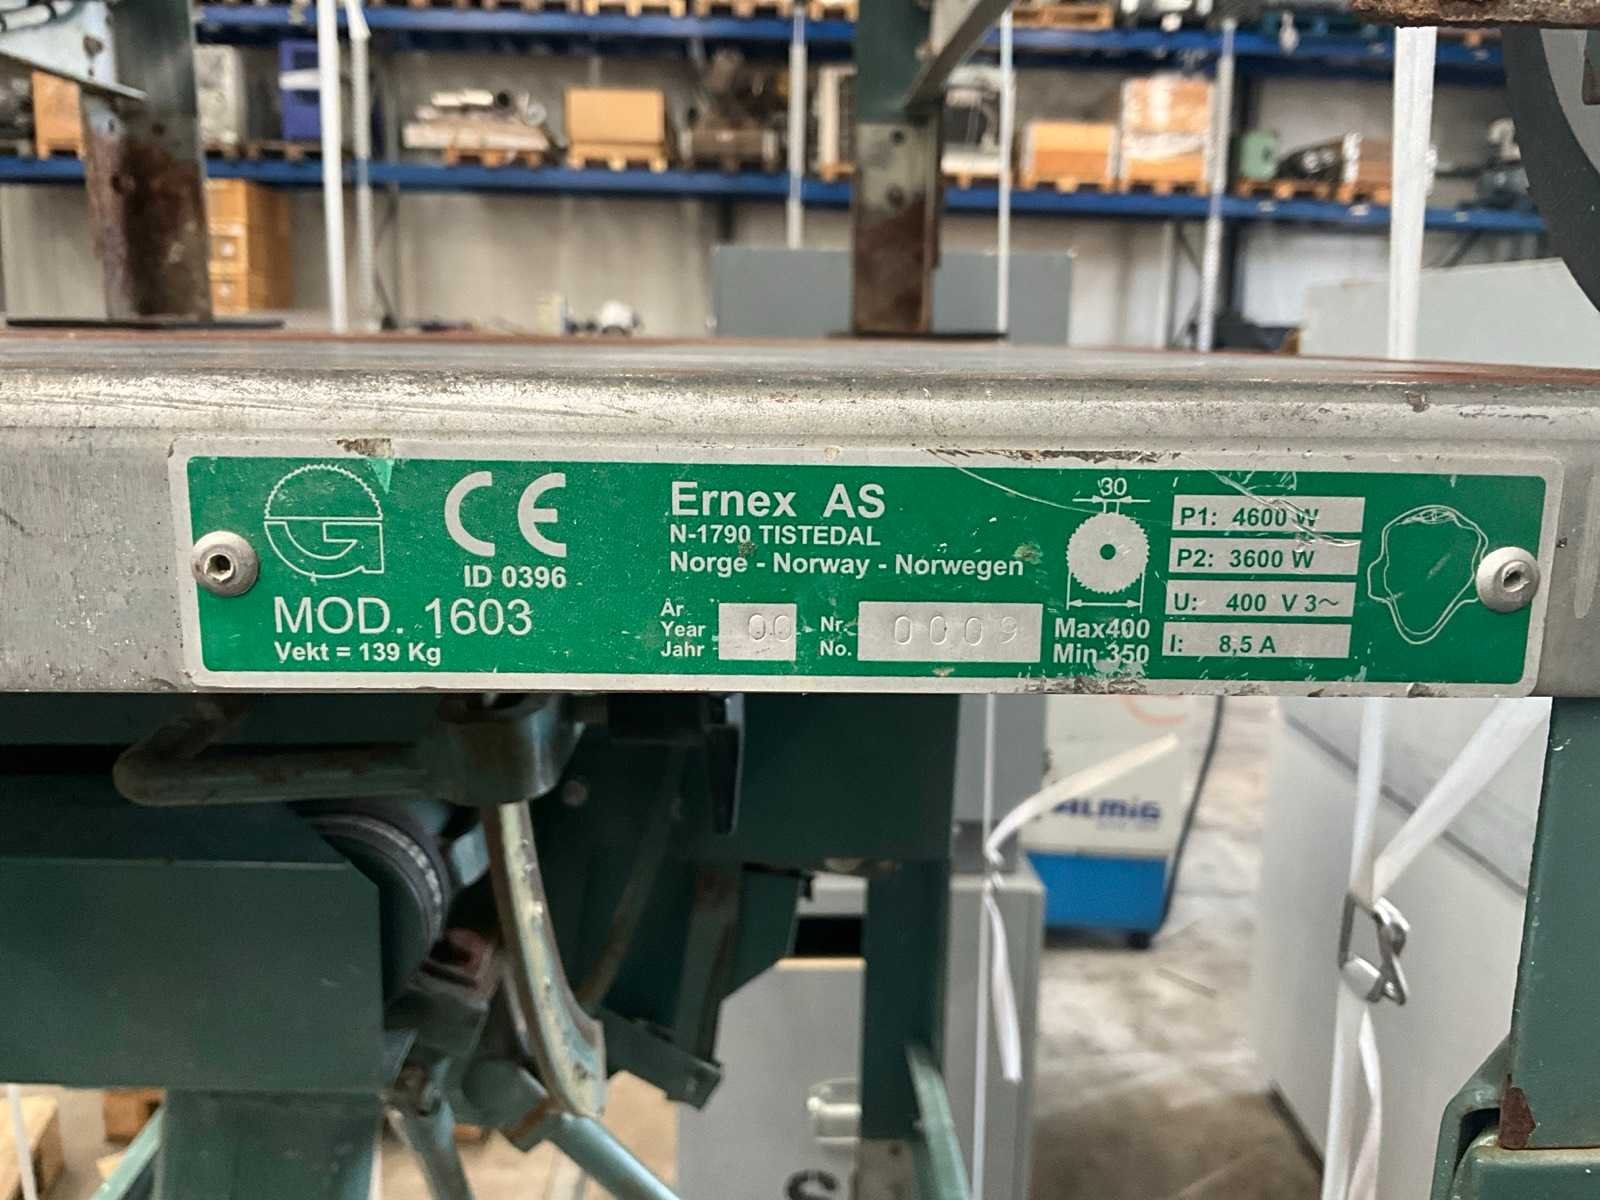 CE
ID 0396
MOD. 1603
Vekt = 139 Kg
Ernex AS
N-1790 TISTEDAL
Norge - Norway - Norwegen
År
Year
Jahr
00
Nr.
No.
0009
30
Max400
Min 350
P1: 4600 W
P2: 3600 W
U: 400 V 3~
I: 8,5 A
ALMiG